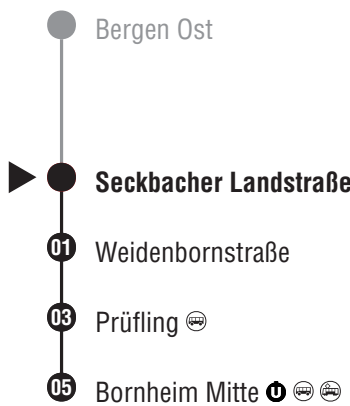 Bergen Ost
Seckbacher Landstraße
01 Weidenbornstraße
03 Prüfling
05 Bornheim Mitte U